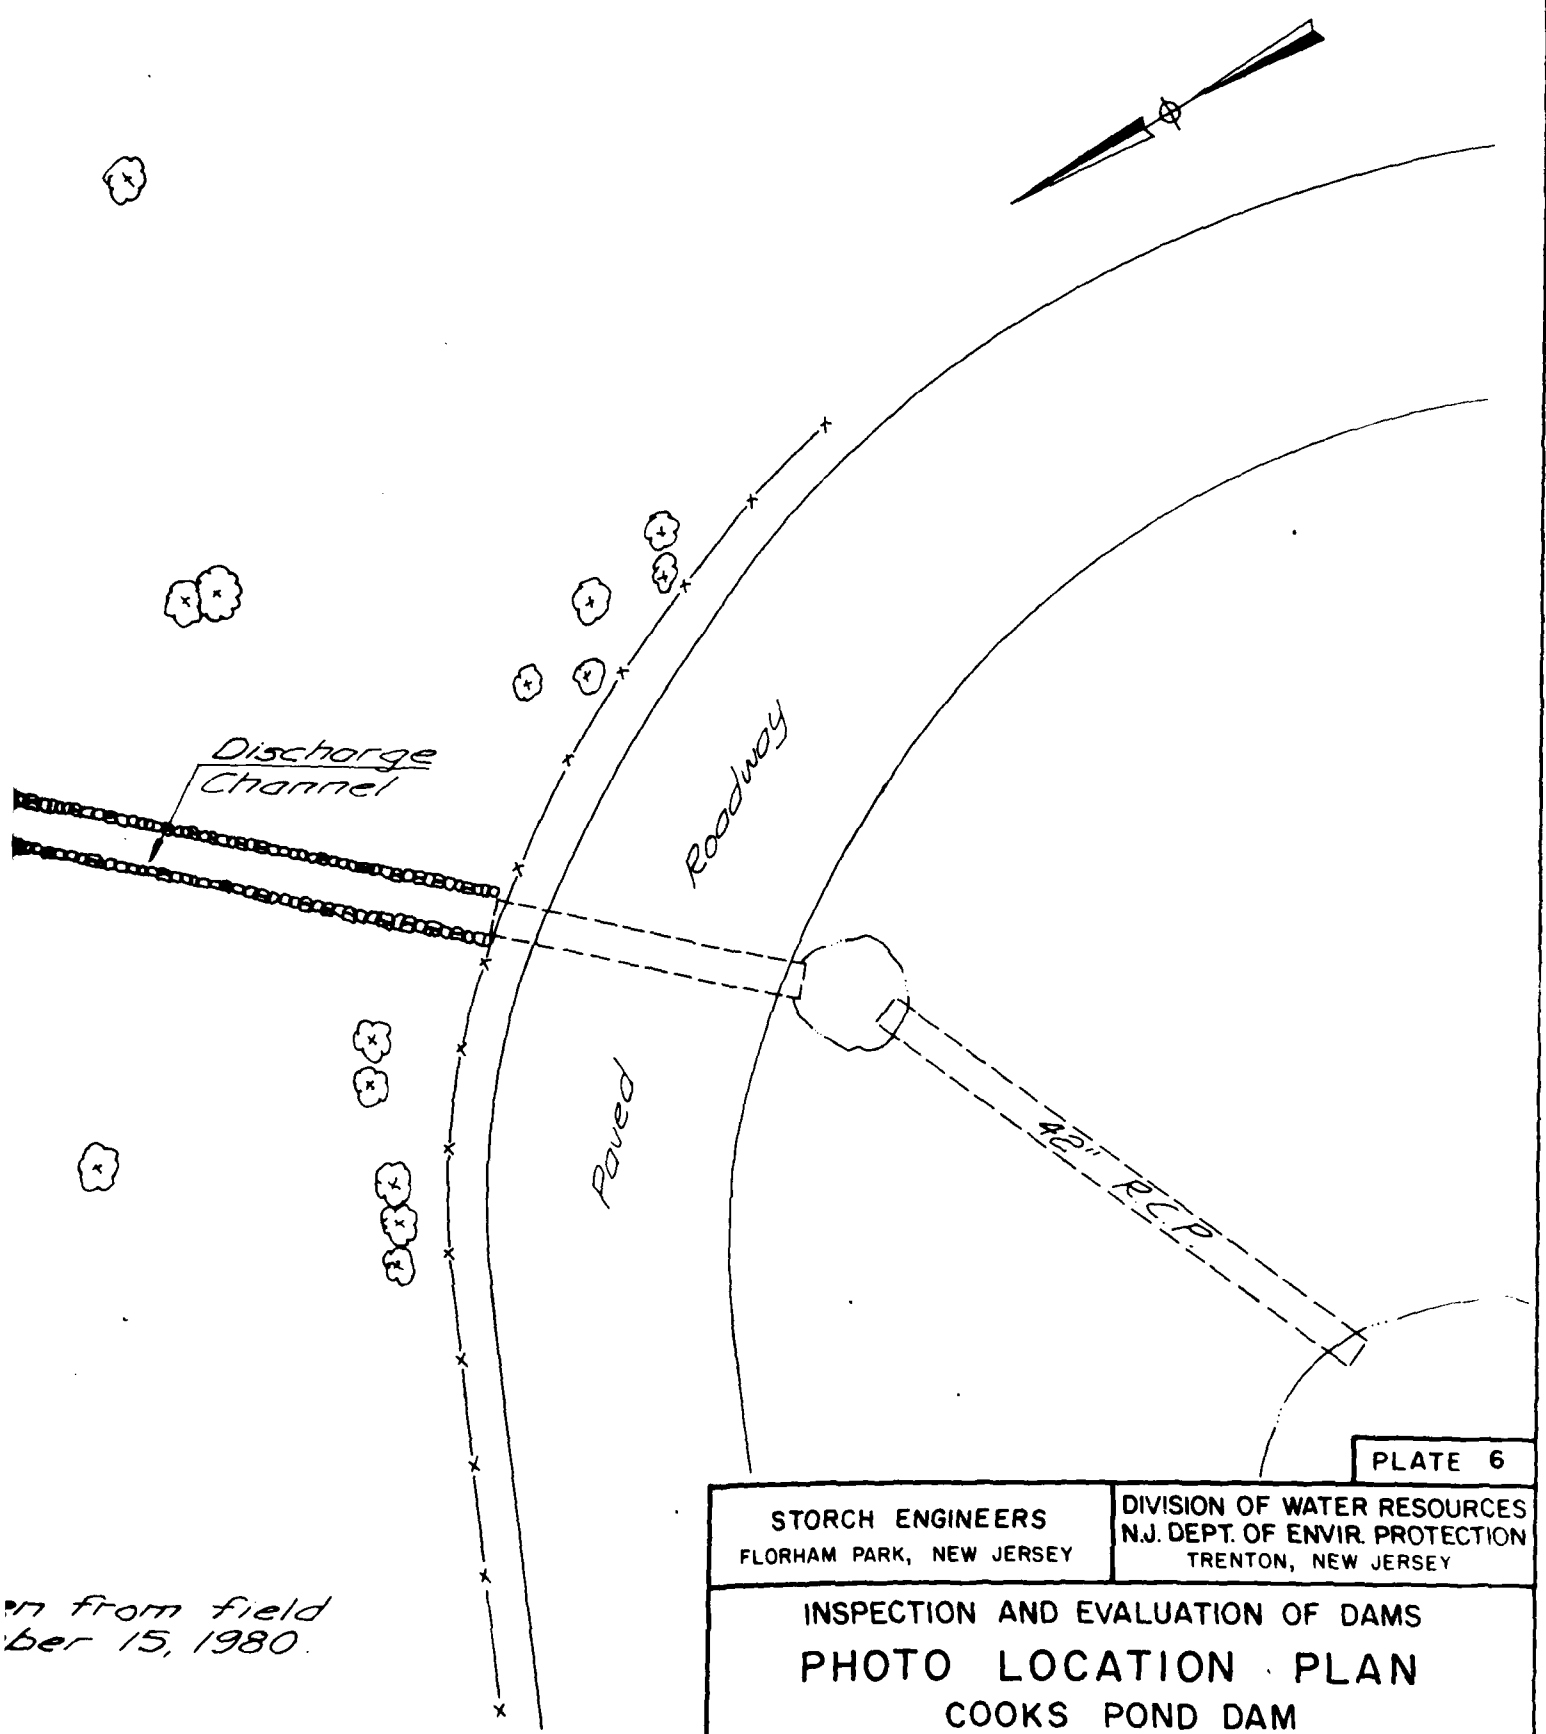 Discharge
Channel
Paved Roadway
42" R.C.P.
from field
15, 1980.
PLATE 6
STORCH ENGINEERS
FLORHAM PARK, NEW JERSEY
DIVISION OF WATER RESOURCES
N.J. DEPT. OF ENVIR. PROTECTION
TRENTON, NEW JERSEY
INSPECTION AND EVALUATION OF DAMS
PHOTO LOCATION PLAN
COOKS POND DAM